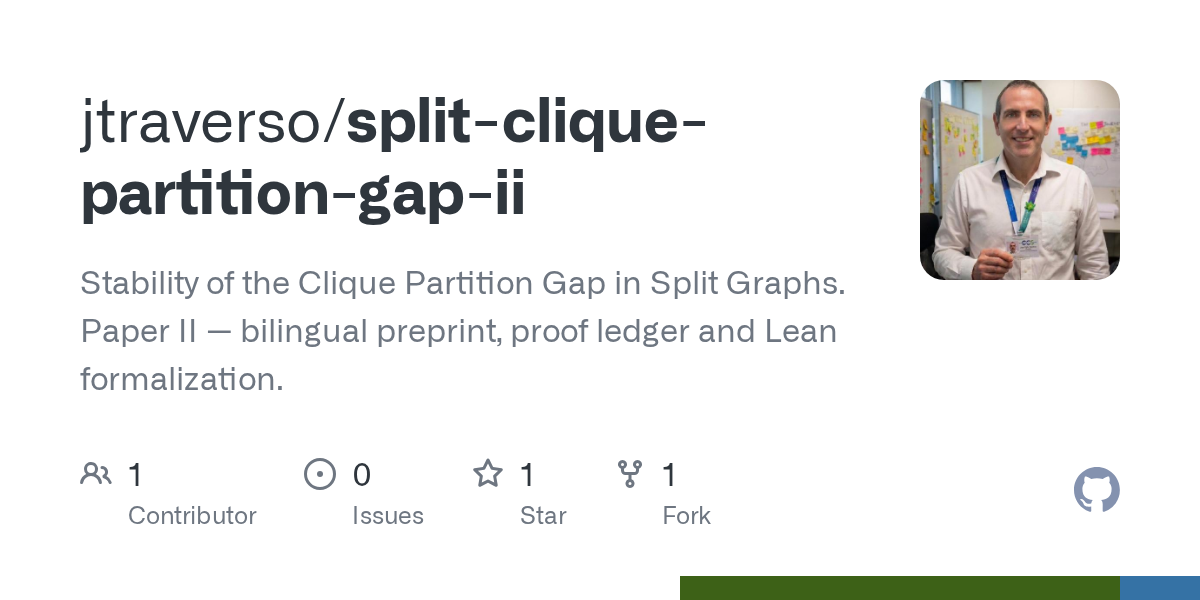 jtraverso/split-clique-
partition-gap-ii
Stability of the Clique Partition Gap in Split Graphs.
Paper II — bilingual preprint, proof ledger and Lean
formalization.
1
Contributor
0
Issues
1
Star
1
Fork